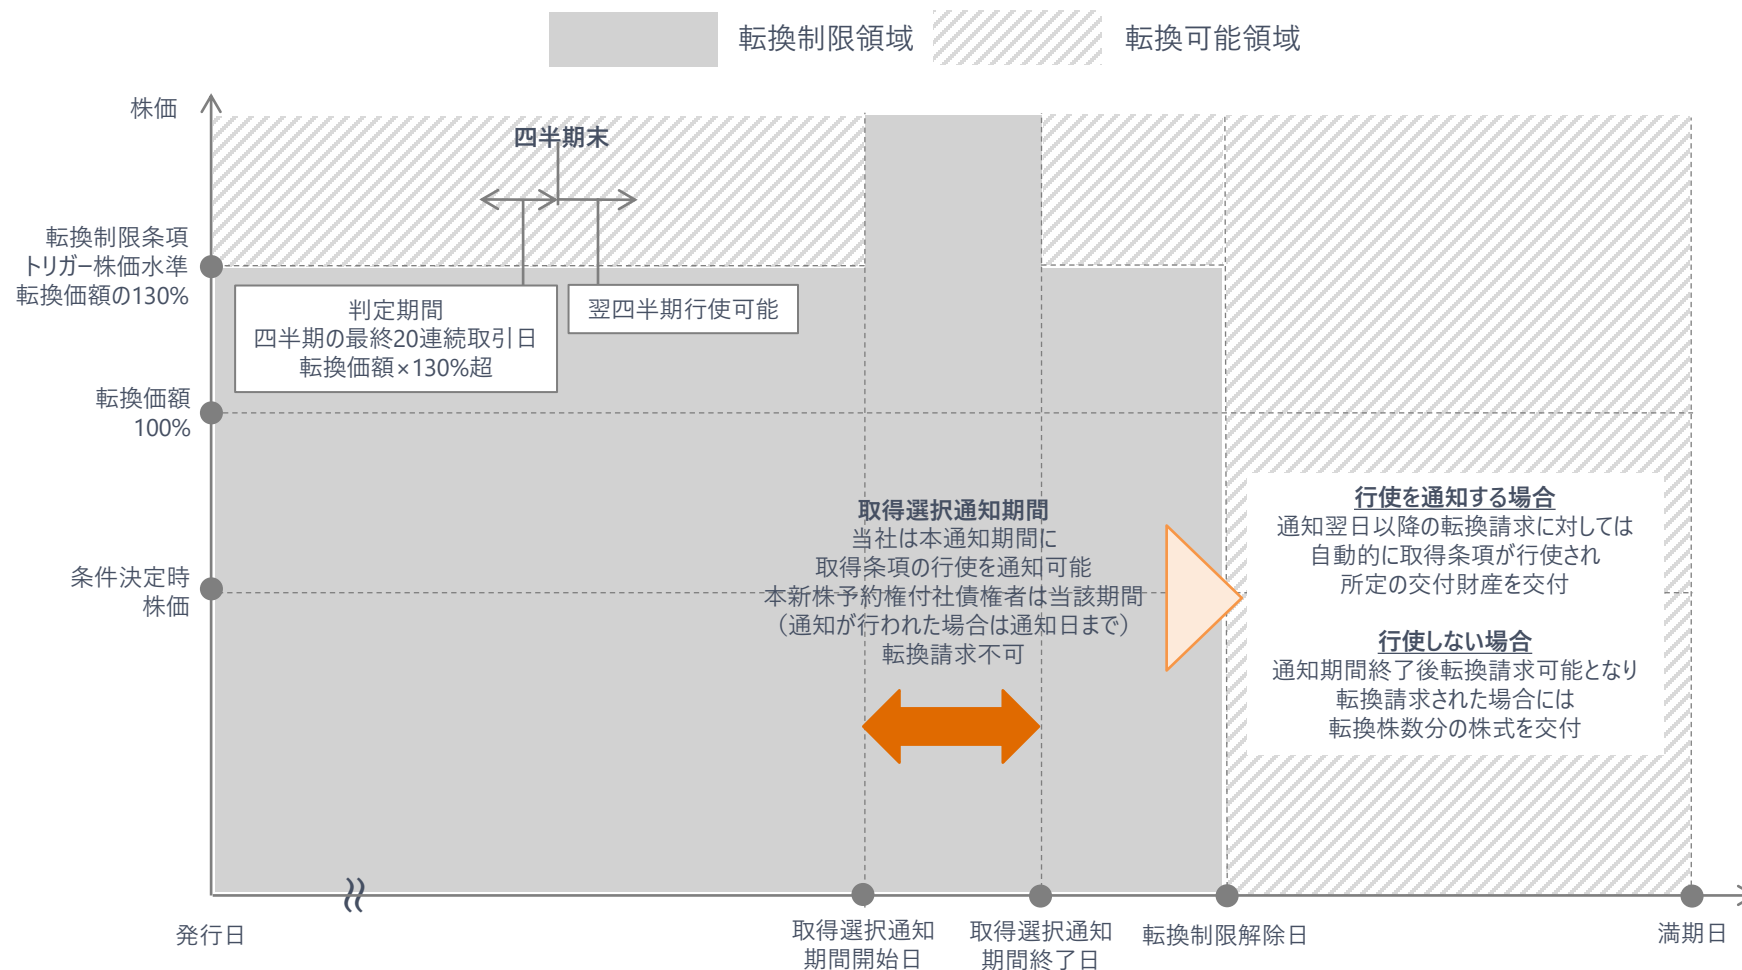 転換制限領域
転換可能領域
株価
四半期末
転換制限条項
トリガー株価水準
転換価額の130%
判定期間
四半期の最終20連続取引日
転換価額×130%超
翌四半期行使可能
転換価額
100%
条件決定時
株価
取得選択通知期間
当社は本通知期間に
取得条項の行使を通知可能
本新株予約権付社債権者は当該期間
（通知が行われた場合は通知日まで）
転換請求不可
行使を通知する場合
通知翌日以降の転換請求に対しては
自動的に取得条項が行使され
所定の交付財産を交付
行使しない場合
通知期間終了後転換請求可能となり
転換請求された場合には
転換株数分の株式を交付
発行日
取得選択通知
期間開始日
取得選択通知
期間終了日
転換制限解除日
満期日